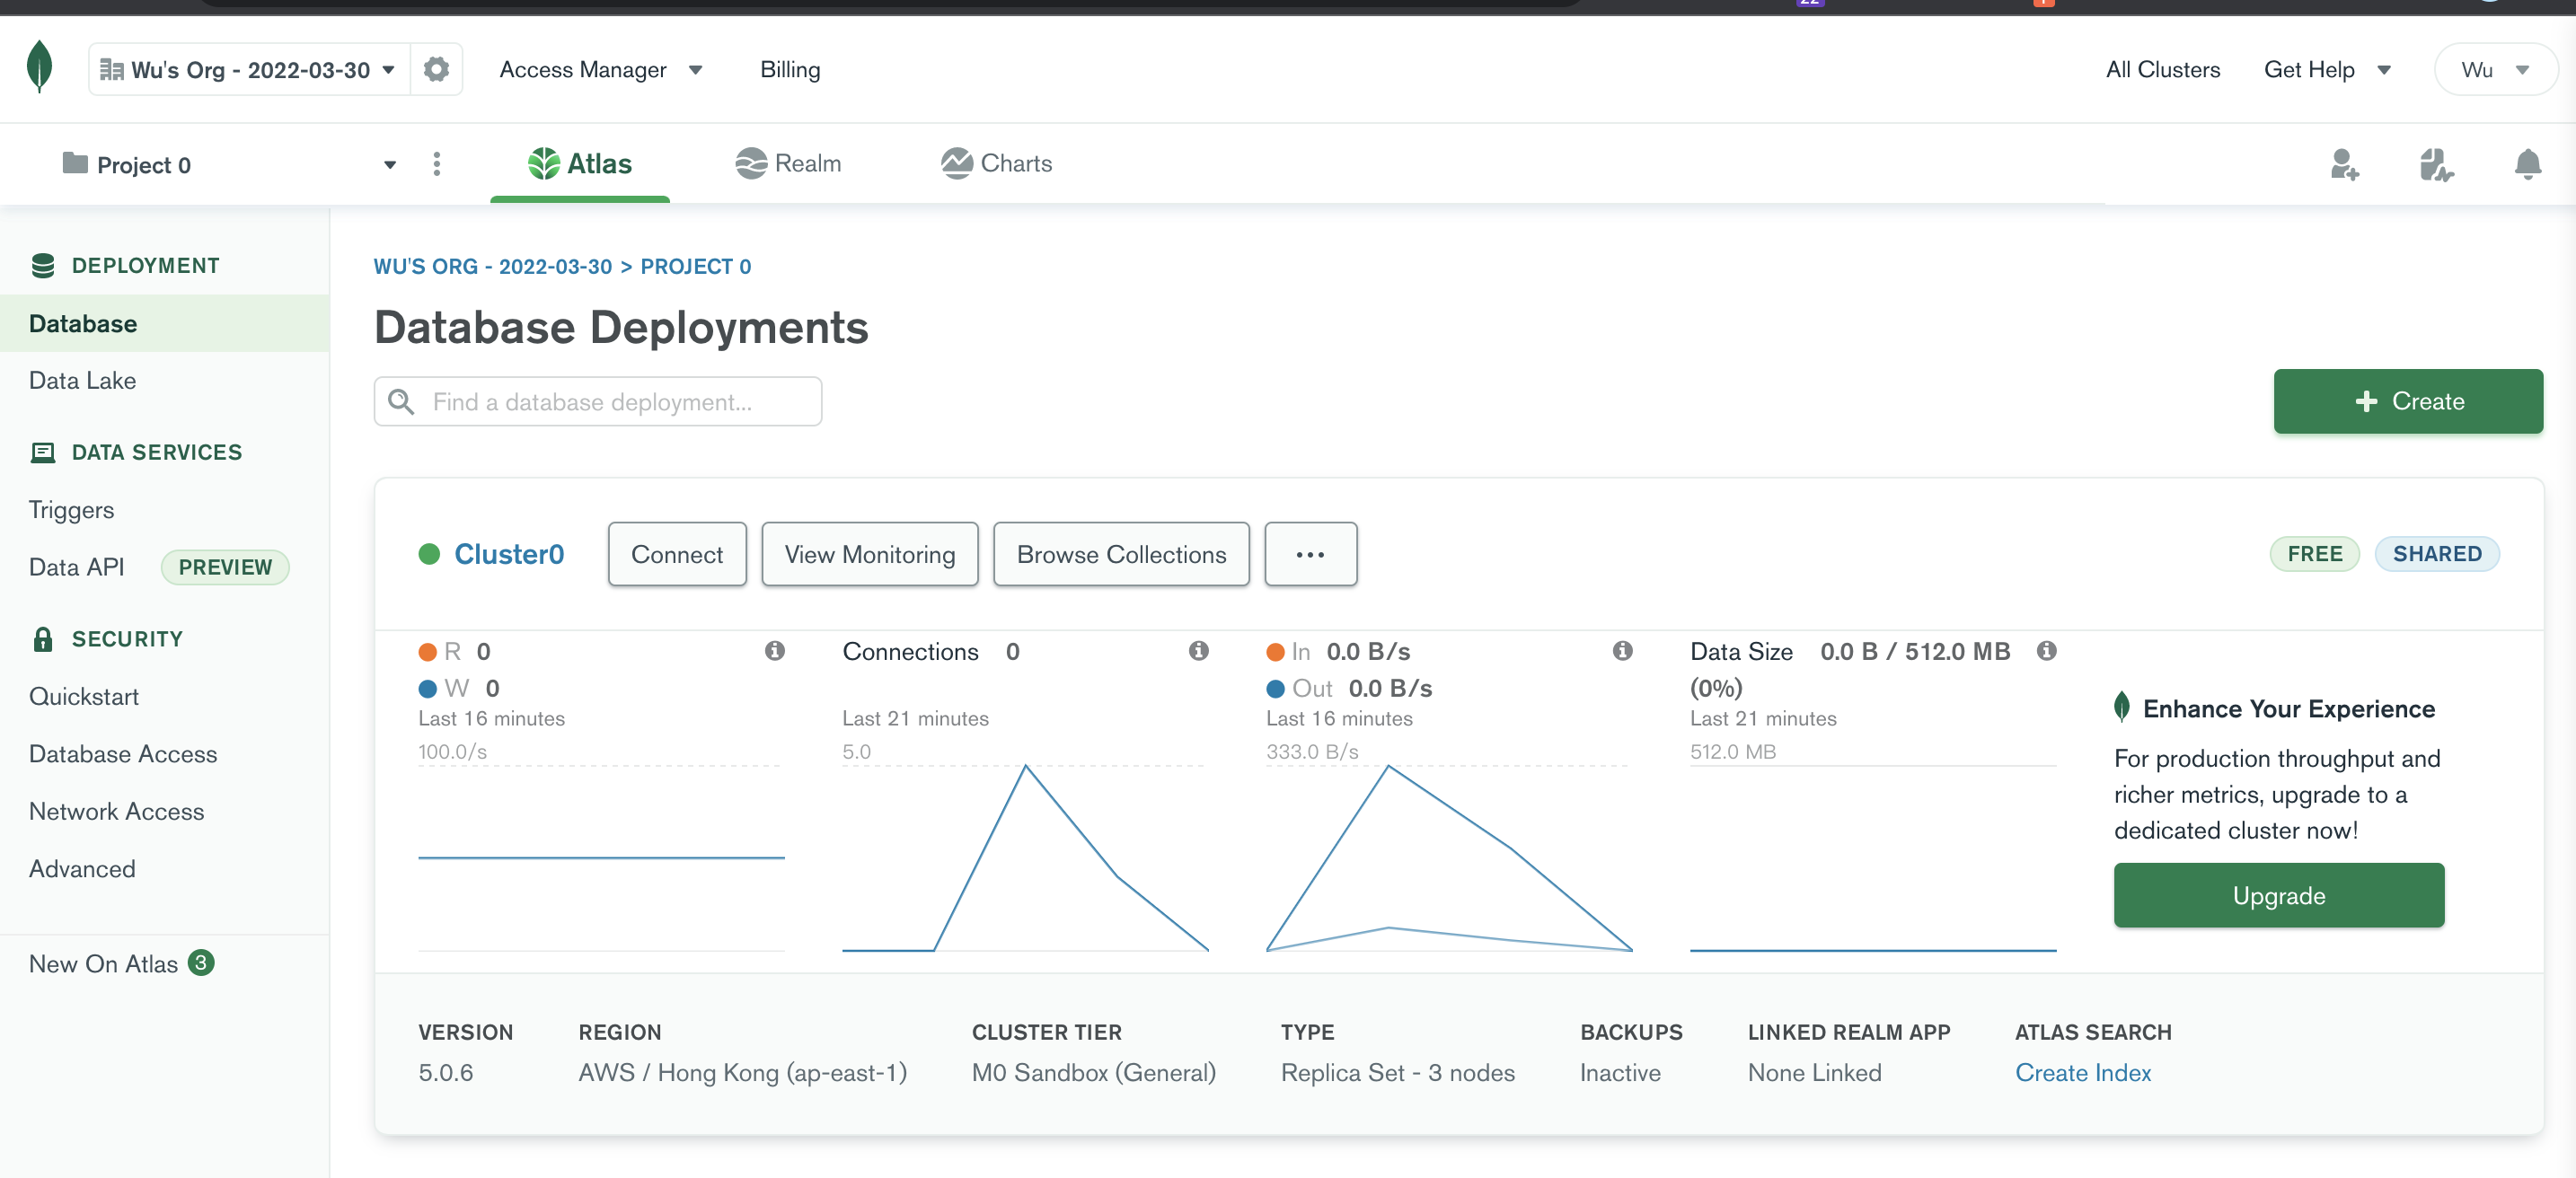 Wu's Org - 2022-03-30
Access Manager
Billing
All Clusters
Get Help
Wu
Project 0
Atlas
Realm
Charts
DEPLOYMENT
Database
Data Lake
DATA SERVICES
Triggers
Data API PREVIEW
SECURITY
Quickstart
Database Access
Network Access
Advanced
New On Atlas 3
WU'S ORG - 2022-03-30 > PROJECT 0
Database Deployments
Find a database deployment...
+ Create
Cluster0
Connect
View Monitoring
Browse Collections
...
FREE
SHARED
R 0
W 0
Last 16 minutes
100.0/s
Connections 0
Last 21 minutes
5.0
In 0.0 B/s
Out 0.0 B/s
Last 16 minutes
333.0 B/s
Data Size 0.0 B / 512.0 MB
(0%)
Last 21 minutes
512.0 MB
Enhance Your Experience
For production throughput and
richer metrics, upgrade to a
dedicated cluster now!
Upgrade
VERSION
5.0.6
REGION
AWS / Hong Kong (ap-east-1)
CLUSTER TIER
M0 Sandbox (General)
TYPE
Replica Set - 3 nodes
BACKUPS
Inactive
LINKED REALM APP
None Linked
ATLAS SEARCH
Create Index